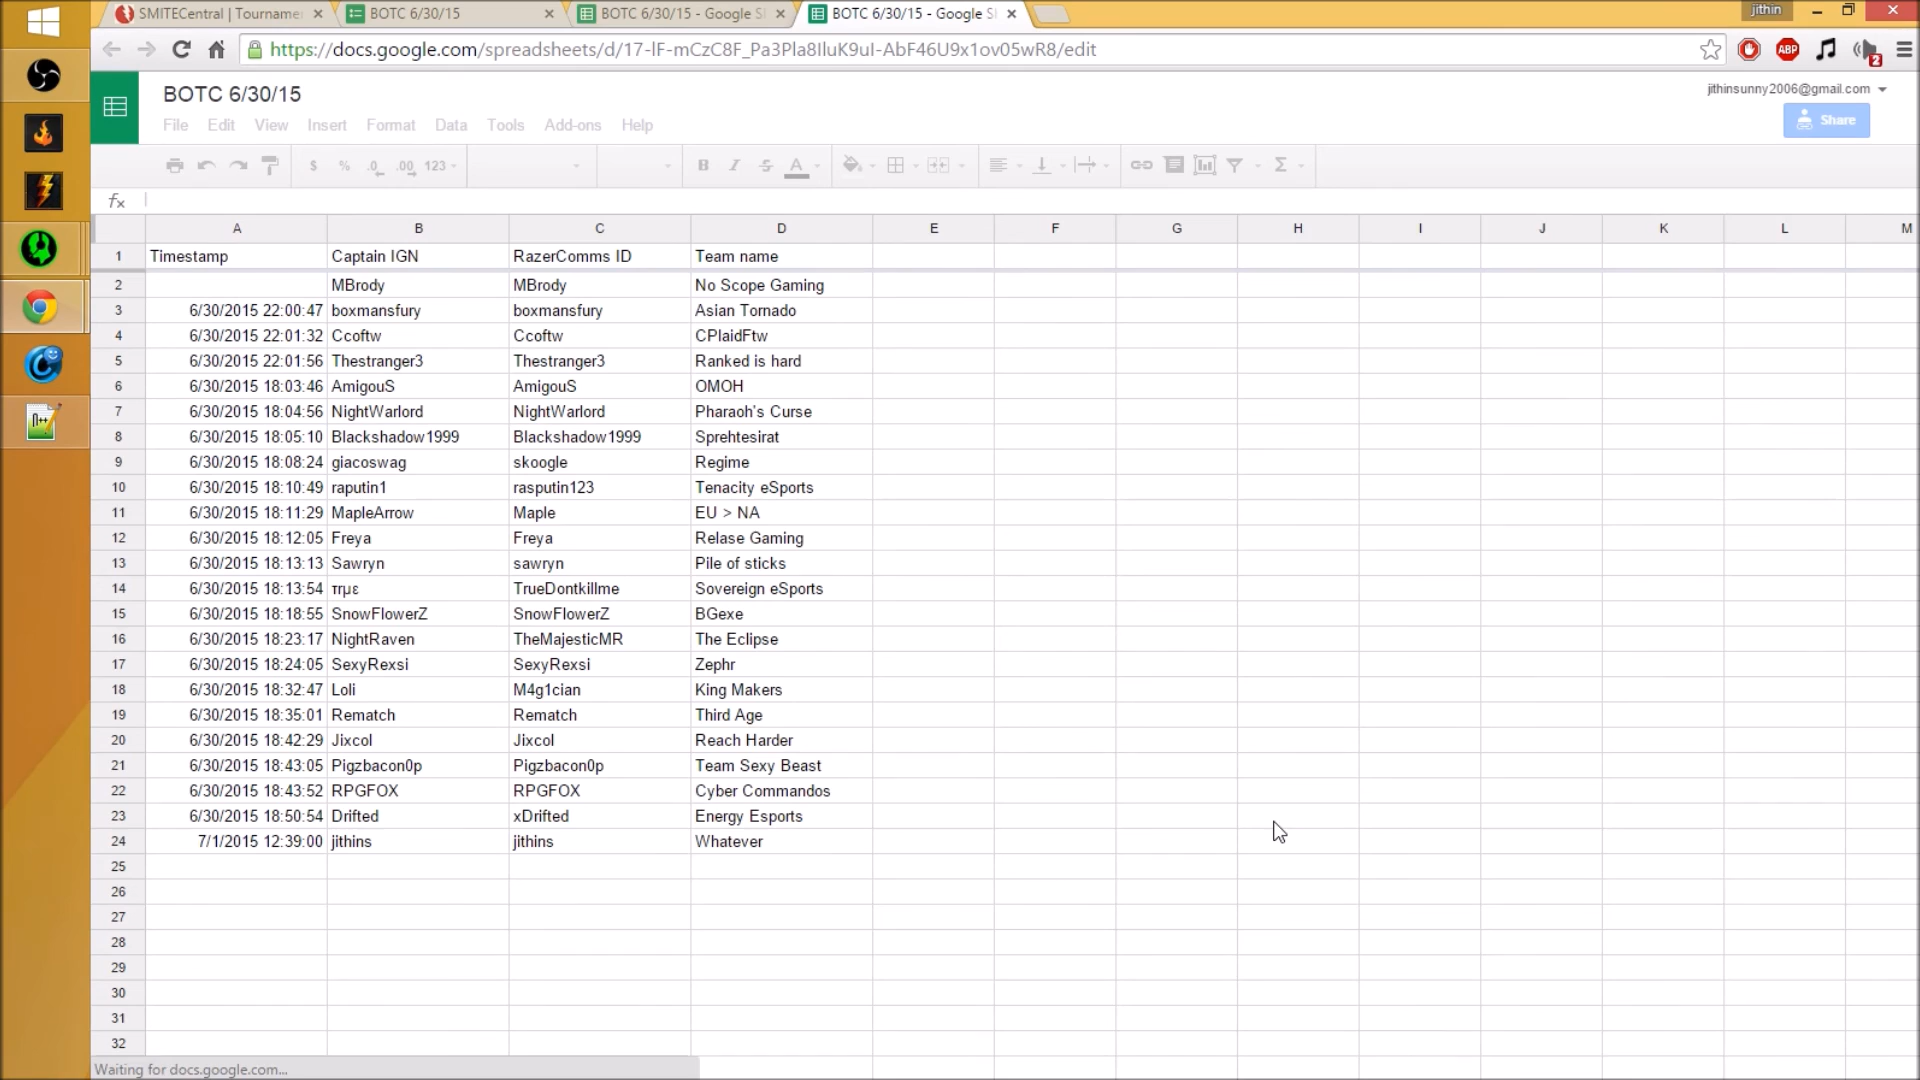 SMITECentral | Tourname
BOTC 6/30/15
BOTC 6/30/15 - Google S
BOTC 6/30/15 - Google S
jithin
https://docs.google.com/spreadsheets/d/17-lF-mCzC8F_Pa3Pla8IluK9uI-AbF46U9x1ov05wR8/edit
ABP
2
BOTC 6/30/15
jithinsunny2006@gmail.com
File Edit View Insert Format Data Tools Add-ons Help
Share
$ % .0 .00 123 B I S A Σ
fx
A B C D E F G H I J K L M
1 Timestamp Captain IGN RazerComms ID Team name
2 MBrody MBrody No Scope Gaming
3 6/30/2015 22:00:47 boxmansfury boxmansfury Asian Tornado
4 6/30/2015 22:01:32 Ccoftw Ccoftw CPlaidFtw
5 6/30/2015 22:01:56 Thestranger3 Thestranger3 Ranked is hard
6 6/30/2015 18:03:46 AmigouS AmigouS OMOH
7 6/30/2015 18:04:56 NightWarlord NightWarlord Pharaoh's Curse
8 6/30/2015 18:05:10 Blackshadow1999 Blackshadow1999 Sprehtesirat
9 6/30/2015 18:08:24 giacoswag skoogle Regime
10 6/30/2015 18:10:49 raputin1 rasputin123 Tenacity eSports
11 6/30/2015 18:11:29 MapleArrow Maple EU > NA
12 6/30/2015 18:12:05 Freya Freya Relase Gaming
13 6/30/2015 18:13:13 Sawryn sawryn Pile of sticks
14 6/30/2015 18:13:54 πημε TrueDontkillme Sovereign eSports
15 6/30/2015 18:18:55 SnowFlowerZ SnowFlowerZ BGexe
16 6/30/2015 18:23:17 NightRaven TheMajesticMR The Eclipse
17 6/30/2015 18:24:05 SexyRexsi SexyRexsi Zephr
18 6/30/2015 18:32:47 Loli M4g1cian King Makers
19 6/30/2015 18:35:01 Rematch Rematch Third Age
20 6/30/2015 18:42:29 Jixcol Jixcol Reach Harder
21 6/30/2015 18:43:05 Pigzbacon0p Pigzbacon0p Team Sexy Beast
22 6/30/2015 18:43:52 RPGFOX RPGFOX Cyber Commandos
23 6/30/2015 18:50:54 Drifted xDrifted Energy Esports
24 7/1/2015 12:39:00 jithins jithins Whatever
25
26
27
28
29
30
31
32
Waiting for docs.google.com...